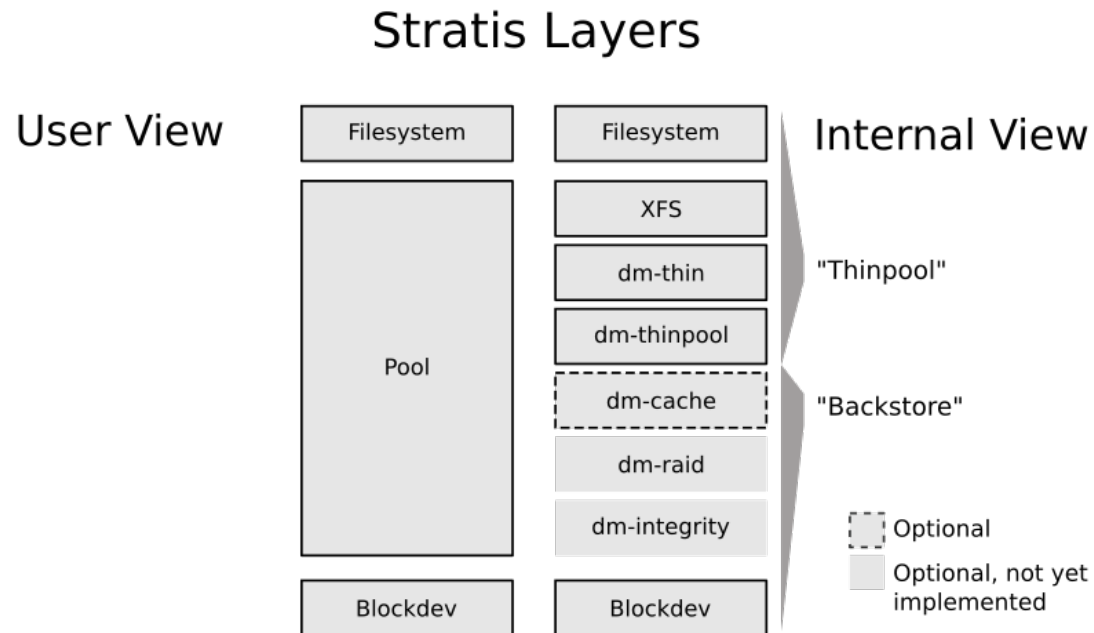 Stratis Layers
User View
Filesystem
Pool
Blockdev
Filesystem
XFS
dm-thin
dm-thinpool
dm-cache
dm-raid
dm-integrity
Blockdev
Internal View
"Thinpool"
"Backstore"
Optional
Optional, not yet
implemented